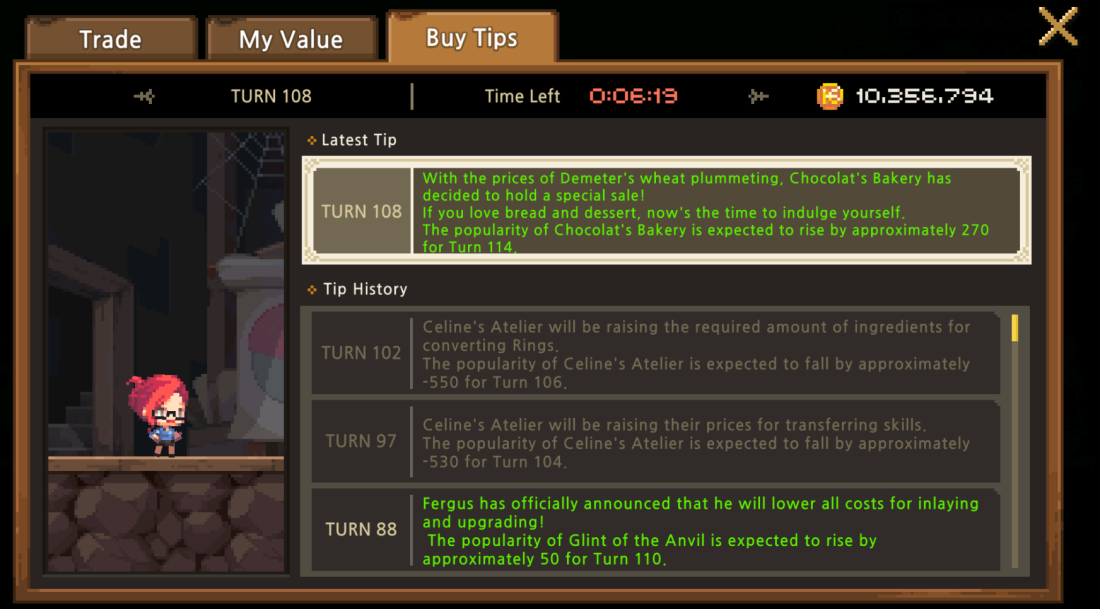 Trade
My Value
Buy Tips
TURN 108
Time Left
0:06:19
10,356,794
Latest Tip
TURN 108
With the prices of Demeter's wheat plummeting, Chocolat's Bakery has
decided to hold a special sale!
If you love bread and dessert, now's the time to indulge yourself.
The popularity of Chocolat's Bakery is expected to rise by approximately 270
for Turn 114.
Tip History
TURN 102
Celine's Atelier will be raising the required amount of ingredients for
converting Rings.
The popularity of Celine's Atelier is expected to fall by approximately
-550 for Turn 106.
TURN 97
Celine's Atelier will be raising their prices for transferring skills.
The popularity of Celine's Atelier is expected to fall by approximately
-530 for Turn 104.
TURN 88
Fergus has officially announced that he will lower all costs for inlaying
and upgrading!
The popularity of Glint of the Anvil is expected to rise by
approximately 50 for Turn 110.